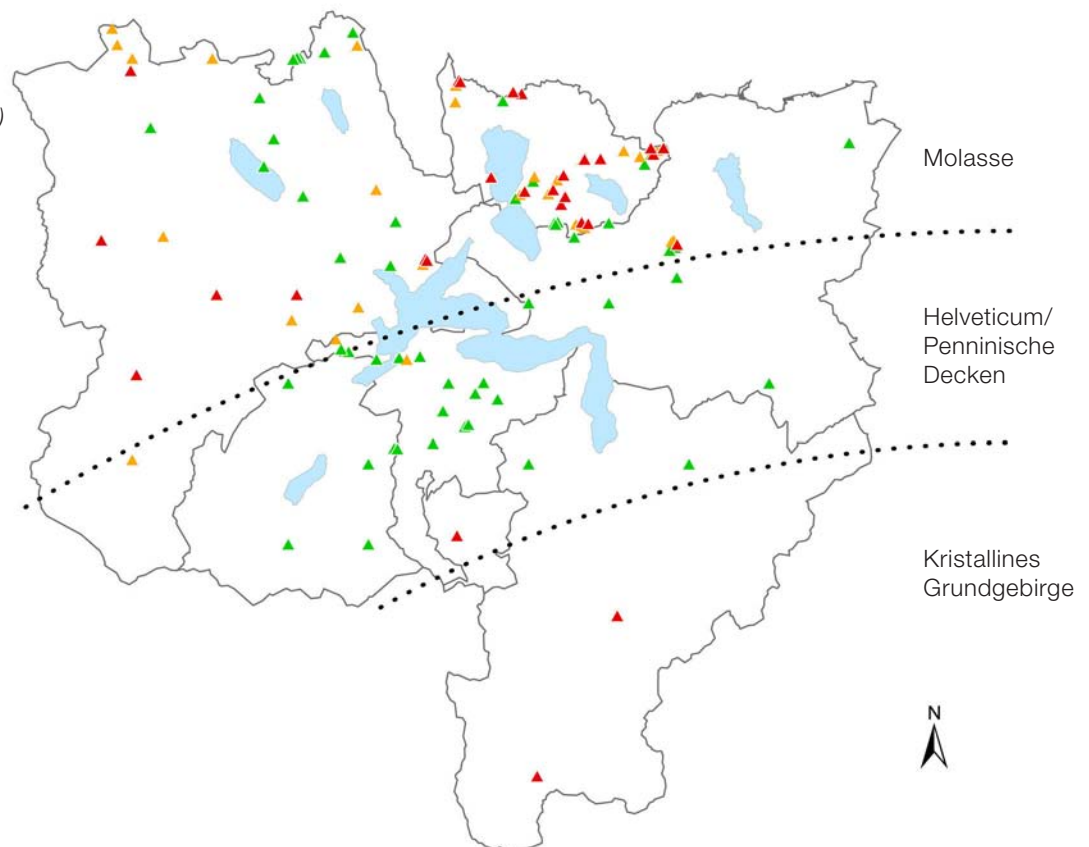 )
Molasse
Helveticum/
Penninische
Decken
Kristallines
Grundgebirge
N